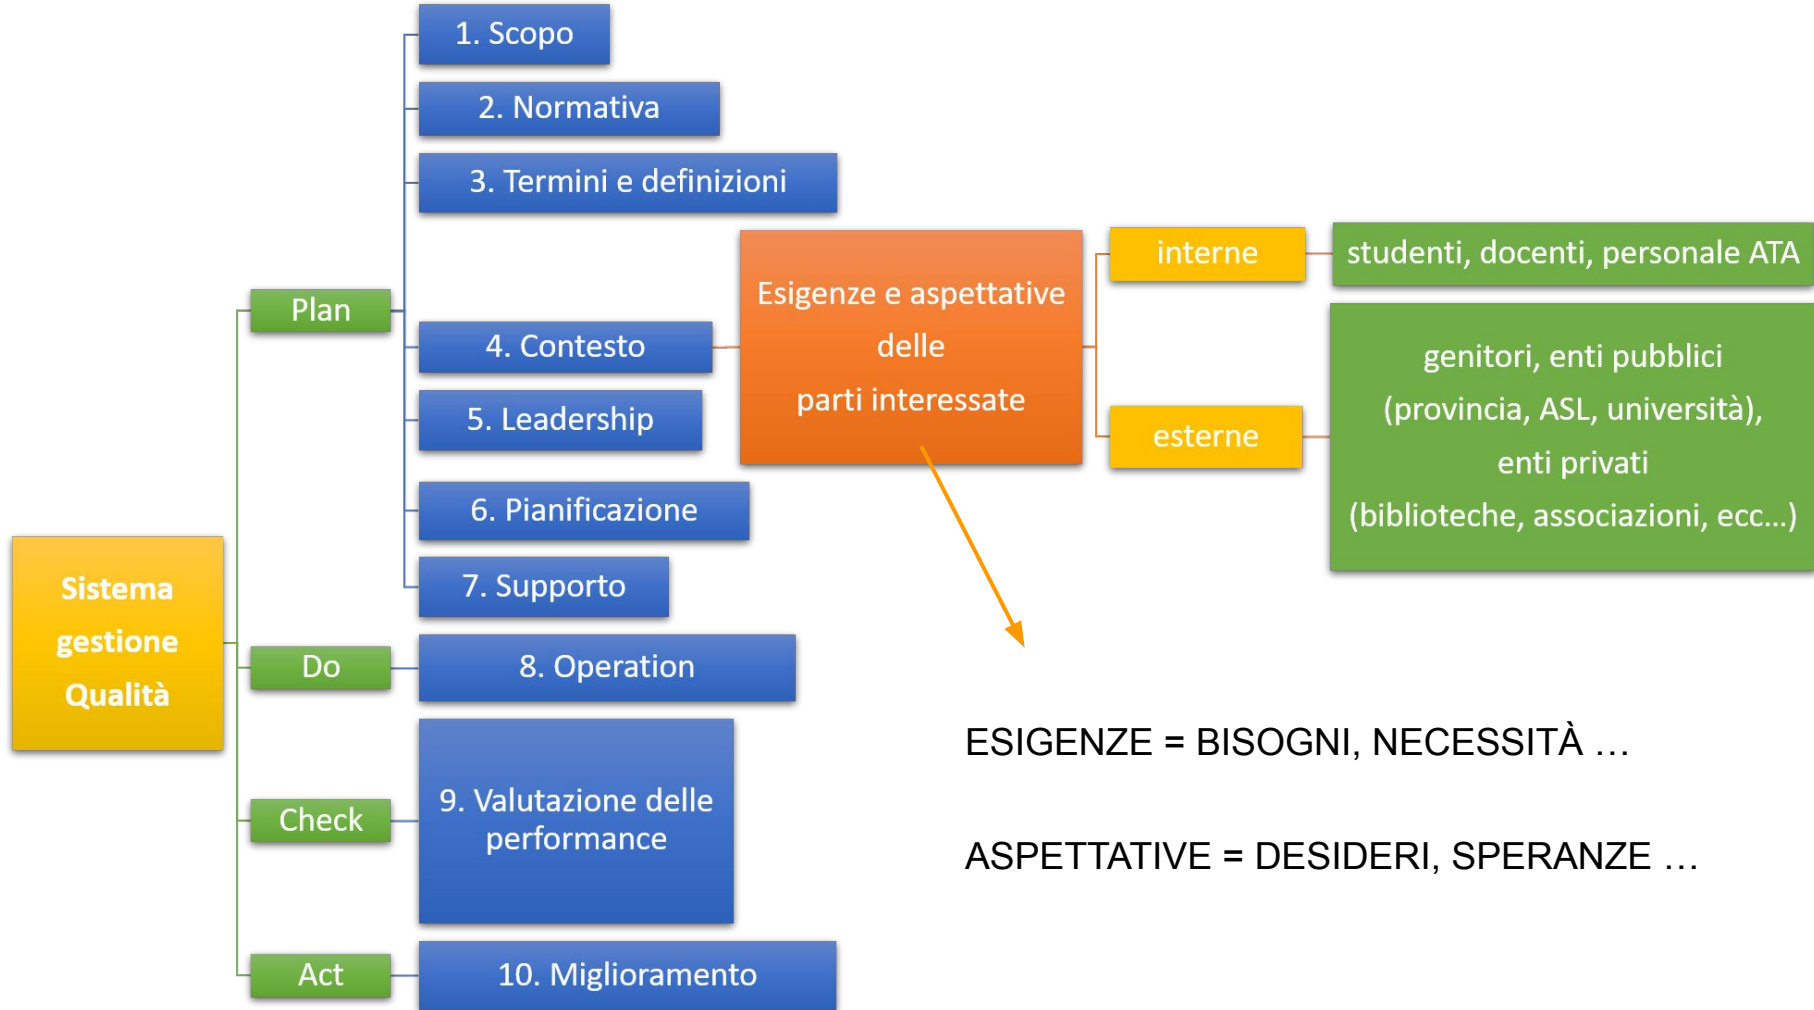 Sistema
gestione
Qualità
Plan
1. Scopo
2. Normativa
3. Termini e definizioni
4. Contesto
Esigenze e aspettative
delle
parti interessate
interne
studenti, docenti, personale ATA
esterne
genitori, enti pubblici
(provincia, ASL, università),
enti privati
(biblioteche, associazioni, ecc...)
5. Leadership
6. Pianificazione
7. Supporto
Do
8. Operation
Check
9. Valutazione delle
performance
Act
10. Miglioramento
ESIGENZE = BISOGNI, NECESSITÀ …
ASPETTATIVE = DESIDERI, SPERANZE …